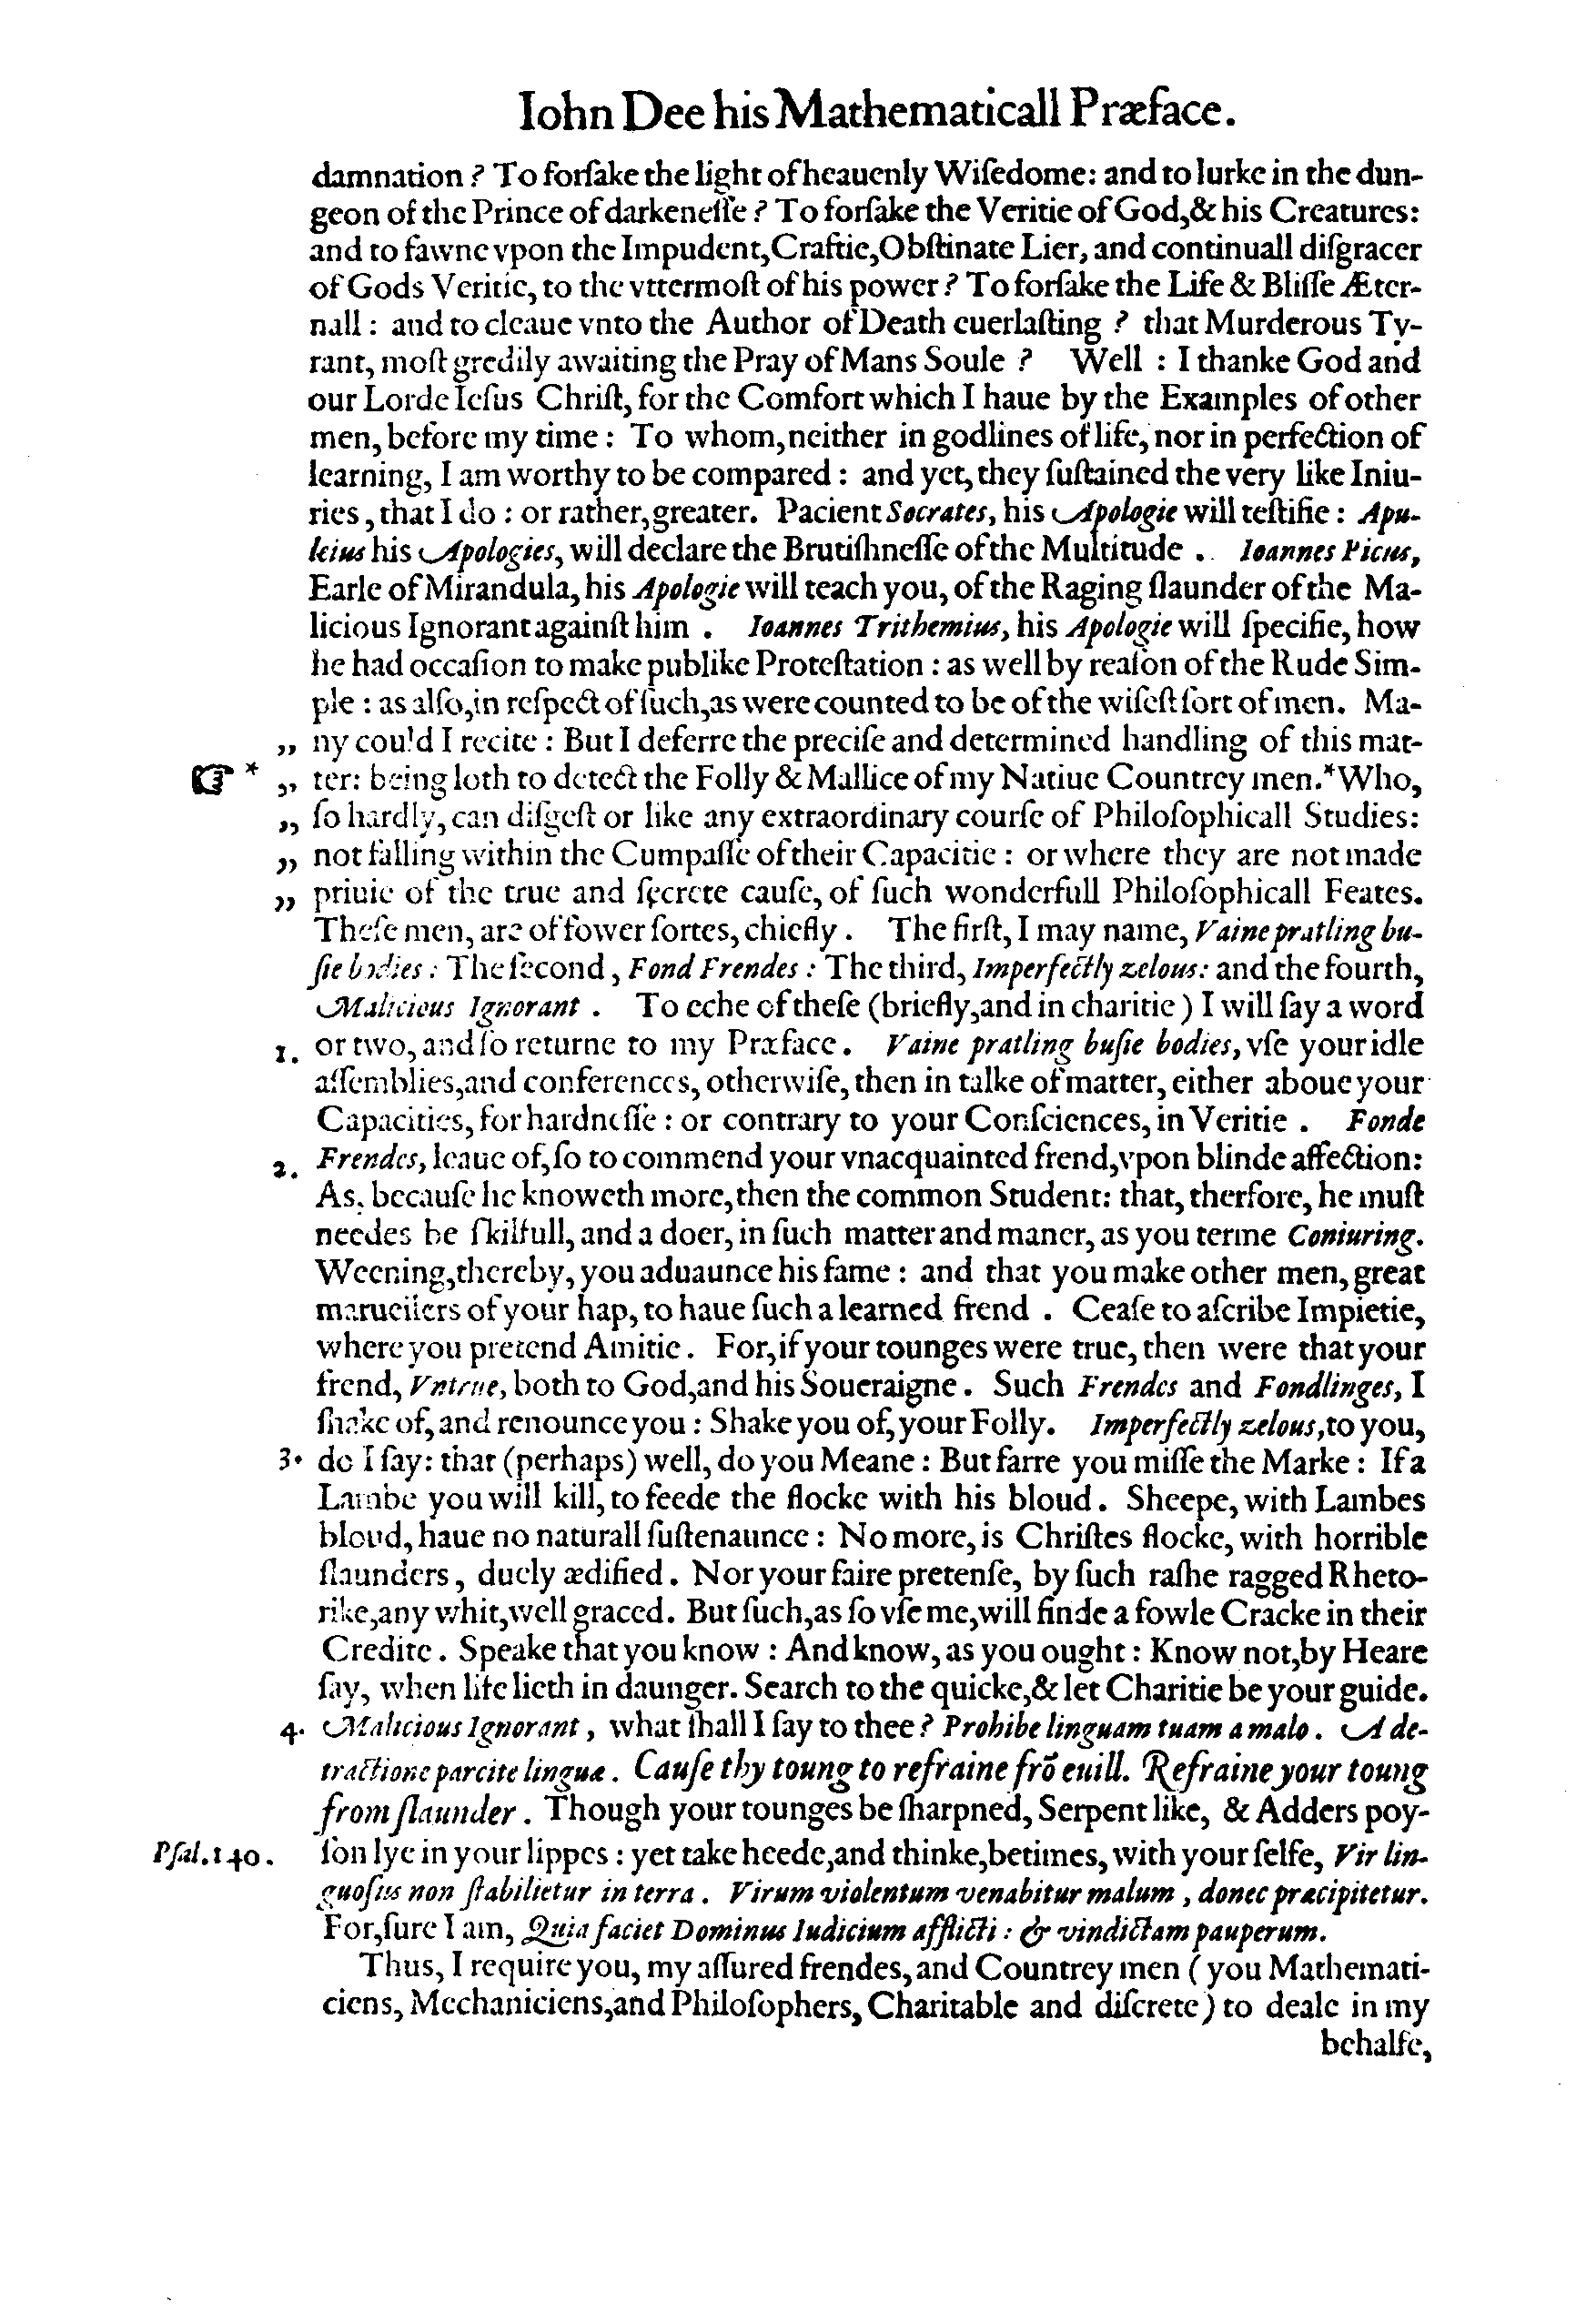 Iohn Dee his Mathematicall Præface.
damnation? To forſake the light of heauenly Wiſedome: and to lurke in the dun-
geon of the Prince of darkeneſſe? To forſake the Veritie of God,& his Creatures:
and to fawne vpon the Impudent,Craftie,Obſtinate Lier, and continuall diſgracer
of Gods Veritie, to the vttermoſt of his power? To forſake the Life & Bliſſe Æter-
nall: and to cleaue vnto the Author of Death euerlaſting? that Murderous Ty-
rant, moſt gredily awaiting the Pray of Mans Soule? Well: I thanke God and
our Lorde Ieſus Chriſt, for the Comfort which I haue by the Examples of other
men, before my time: To whom, neither in godlines of life, nor in perfection of
learning, I am worthy to be compared: and yet, they ſuſtained the very like Iniu-
ries, that I do: or rather, greater. Pacient Socrates, his Apologie will teſtifie: Apu-
leius his Apologies, will declare the Brutiſhneſſe of the Multitude. Ioannes Picus,
Earle of Mirandula, his Apologie will teach you, of the Raging ſlaunder of the Ma-
licious Ignorant againſt him. Ioannes Trithemius, his Apologie will ſpecifie, how
he had occaſion to make publike Proteſtation: as well by reaſon of the Rude Sim-
ple: as alſo, in reſpect of ſuch, as were counted to be of the wiſeſt ſort of men. Ma-
„ ny could I recite: But I deferre the preciſe and determined handling of this mat-
☞ * „ ter: being loth to detect the Folly & Mallice of my Natiue Countrey men.*Who,
„ ſo hardly, can diſgeſt or like any extraordinary courſe of Philoſophicall Studies:
„ not falling within the Cumpaſſe of their Capacitie: or where they are not made
„ priuie of the true and ſecrete cauſe, of ſuch wonderfull Philoſophicall Feates.
Theſe men, are of fower ſortes, chiefly. The firſt, I may name, Vaine pratling bu-
ſie bodies: The ſecond, Fond Frendes: The third, Imperfectly zelous: and the fourth,
Malicious Ignorant. To eche of theſe (briefly, and in charitie) I will ſay a word
1. or two, and ſo returne to my Præface. Vaine pratling buſie bodies, vſe your idle
aſſemblies, and conferences, otherwiſe, then in talke of matter, either aboue your
Capacities, for hardneſſe: or contrary to your Conſciences, in Veritie. Fonde
2. Frendes, leaue of, ſo to commend your vnacquainted frend, vpon blinde affection:
As, becauſe he knoweth more, then the common Student: that, therfore, he muſt
needes be ſkilfull, and a doer, in ſuch matter and maner, as you terme Coniuring.
Weening, thereby, you aduaunce his fame: and that you make other men, great
marueilers of your hap, to haue ſuch a learned frend. Ceaſe to aſcribe Impietie,
where you pretend Amitie. For, if your tounges were true, then were that your
frend, Vntrue, both to God, and his Soueraigne. Such Frendes and Fondlinges, I
ſhake of, and renounce you: Shake you of, your Folly. Imperfectly zelous, to you,
3. do I ſay: that (perhaps) well, do you Meane: But farre you miſſe the Marke: If a
Lambe you will kill, to feede the flocke with his bloud. Sheepe, with Lambes
bloud, haue no naturall ſuſtenaunce: No more, is Chriſtes flocke, with horrible
ſlaunders, duely ædified. Nor your faire pretenſe, by ſuch raſhe ragged Rheto-
rike, any whit, well graced. But ſuch, as ſo vſe me, will finde a fowle Cracke in their
Credite. Speake that you know: And know, as you ought: Know not, by Heare
ſay, when life lieth in daunger. Search to the quicke, & let Charitie be your guide.
4. Malicious Ignorant, what ſhall I ſay to thee? Prohibe linguam tuam a malo. A de-
tractione parcite linguæ. Cauſe thy toung to refraine frõ euill. Refraine your toung
from ſlaunder. Though your tounges be ſharpned, Serpent like, & Adders poy-
Pſal.140. ſon lye in your lippes: yet take heede, and thinke, betimes, with your ſelfe, Vir lin-
guoſus non ſtabilietur in terra. Virum violentum venabitur malum, donec præcipitetur.
For, ſure I am, Quia faciet Dominus Iudicium afflicti: & vindictam pauperum.
Thus, I require you, my aſſured frendes, and Countrey men (you Mathemati-
ciens, Mechaniciens, and Philoſophers, Charitable and diſcrete) to deale in my
behalfe,